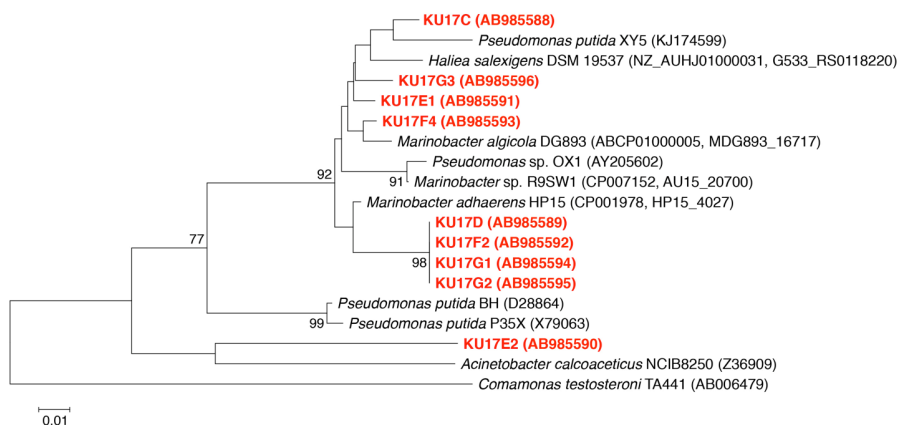 KU17C (AB985588)
Pseudomonas putida XY5 (KJ174599)
Haliea salexigens DSM 19537 (NZ_AUHJ01000031, G533_RS0118220)
KU17G3 (AB985596)
KU17E1 (AB985591)
KU17F4 (AB985593)
Marinobacter algicola DG893 (ABCP01000005, MDG893_16717)
Pseudomonas sp. OX1 (AY205602)
92
91
Marinobacter sp. R9SW1 (CP007152, AU15_20700)
Marinobacter adhaerens HP15 (CP001978, HP15_4027)
KU17D (AB985589)
77
KU17F2 (AB985592)
98
KU17G1 (AB985594)
KU17G2 (AB985595)
Pseudomonas putida BH (D28864)
99
Pseudomonas putida P35X (X79063)
KU17E2 (AB985590)
Acinetobacter calcoaceticus NCIB8250 (Z36909)
Comamonas testosteroni TA441 (AB006479)
0.01